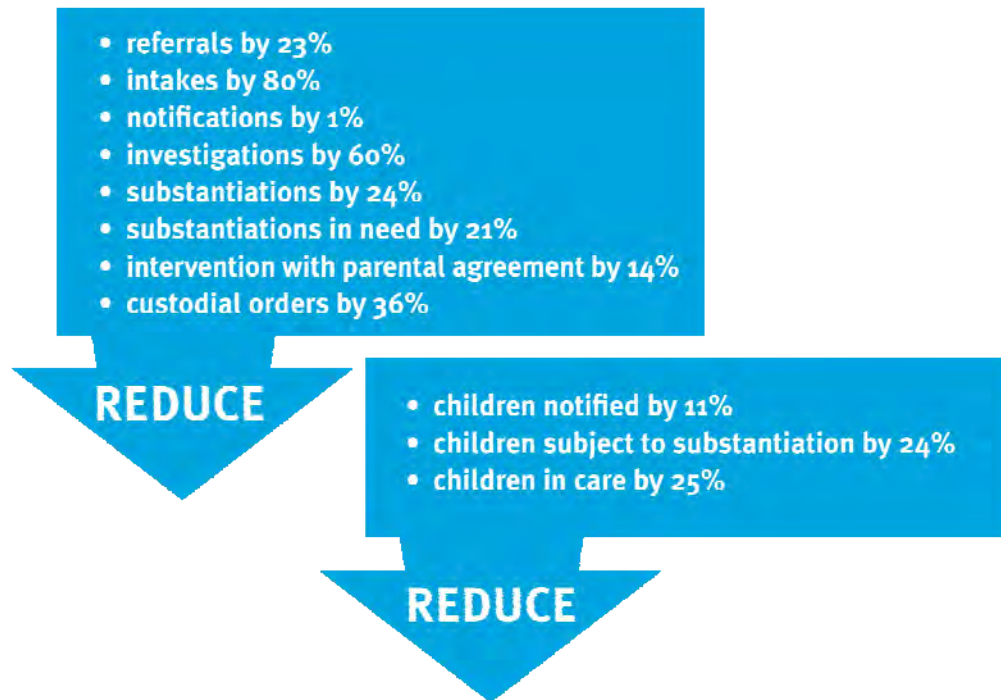 • referrals by 23%
• intakes by 80%
• notifications by 1%
• investigations by 60%
• substantiations by 24%
• substantiations in need by 21%
• intervention with parental agreement by 14%
• custodial orders by 36%
REDUCE
• children notified by 11%
• children subject to substantiation by 24%
• children in care by 25%
REDUCE